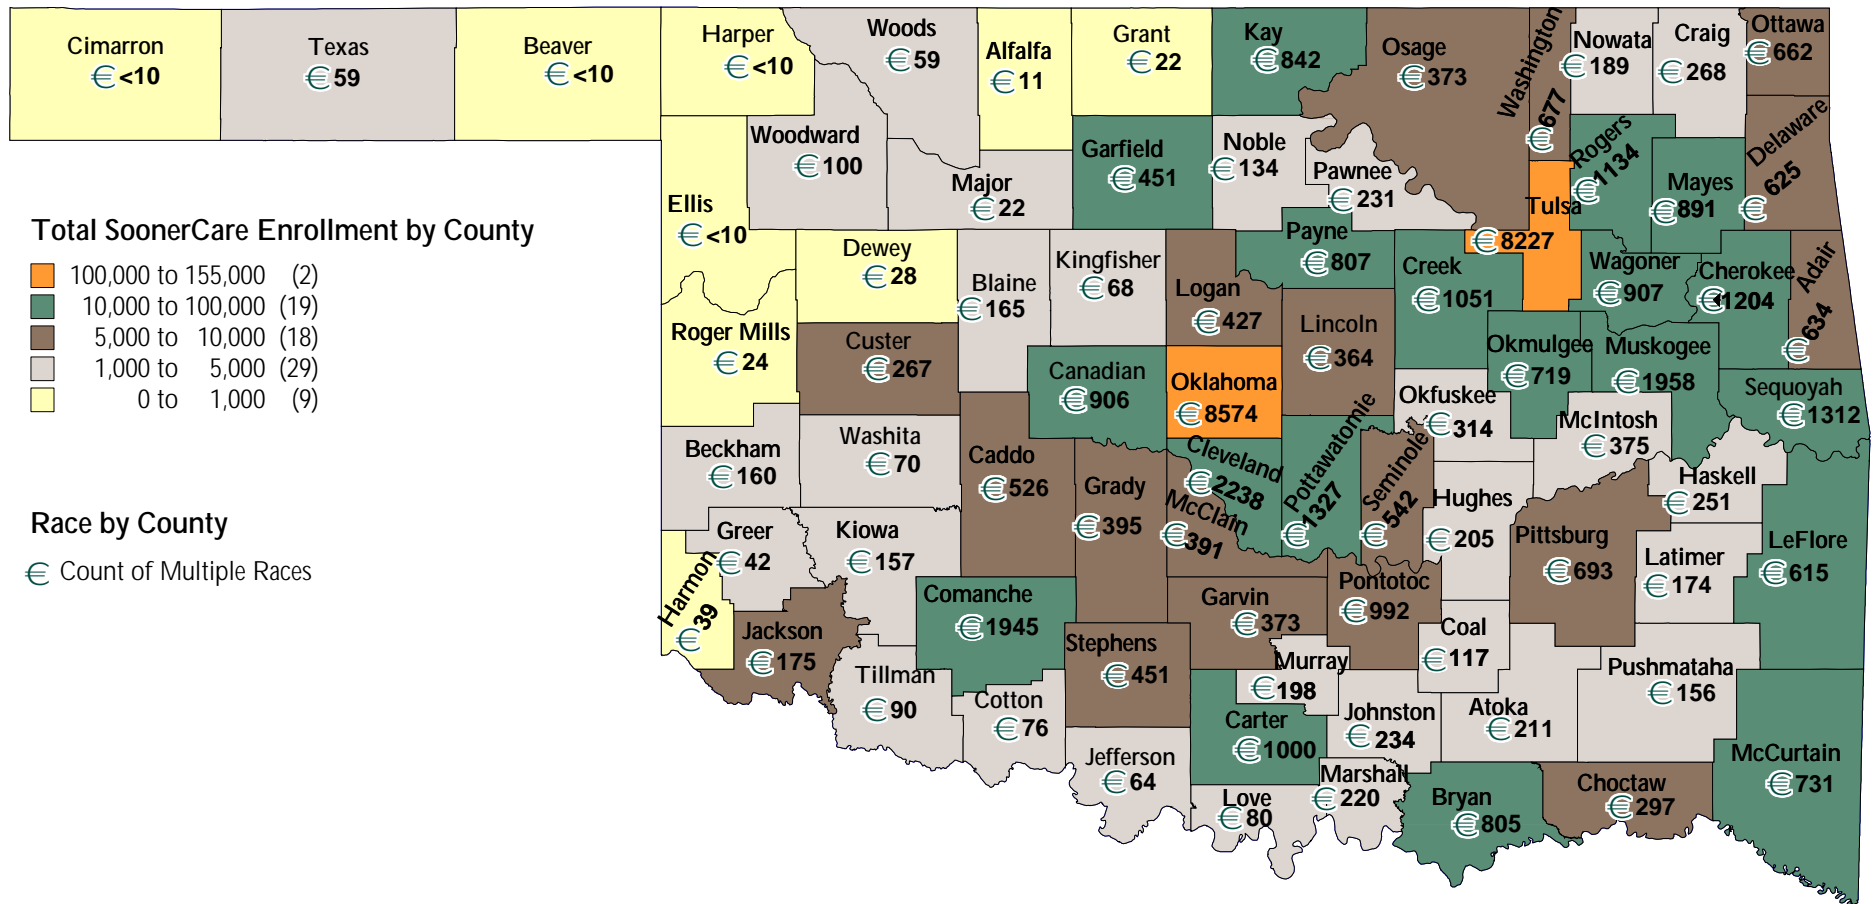 Cimarron
<10
Texas
59
Beaver
<10
Harper
<10
Woods
59
Alfalfa
11
Grant
22
Kay
842
Osage
373
Washington
677
Nowata
189
Craig
268
Ottawa
662
Woodward
100
Major
22
Garfield
451
Noble
134
Pawnee
231
Rogers
1134
Mayes
891
Delaware
625
Ellis
<10
Dewey
28
Blaine
165
Kingfisher
68
Logan
427
Payne
807
Creek
1051
Tulsa
8227
Wagoner
907
Cherokee
1204
Adair
634
Total SoonerCare Enrollment by County
100,000 to 155,000 (2)
10,000 to 100,000 (19)
5,000 to 10,000 (18)
1,000 to 5,000 (29)
0 to 1,000 (9)
Roger Mills
24
Custer
267
Canadian
906
Oklahoma
8574
Lincoln
364
Okfuskee
314
Okmulgee
719
Muskogee
1958
McIntosh
375
Sequoyah
1312
Beckham
160
Washita
70
Caddo
526
Grady
395
Cleveland
2238
McClain
391
Pottawatomie
1327
Seminole
542
Hughes
205
Pittsburg
693
Haskell
251
Latimer
174
LeFlore
615
Race by County
Count of Multiple Races
Greer
42
Kiowa
157
Harmon
39
Jackson
175
Comanche
1945
Tillman
90
Cotton
76
Stephens
451
Garvin
373
Murray
198
Pontotoc
992
Coal
117
Pushmataha
156
Jefferson
64
Carter
1000
Johnston
234
Atoka
211
Love
80
Marshall
220
Bryan
805
Choctaw
297
McCurtain
731